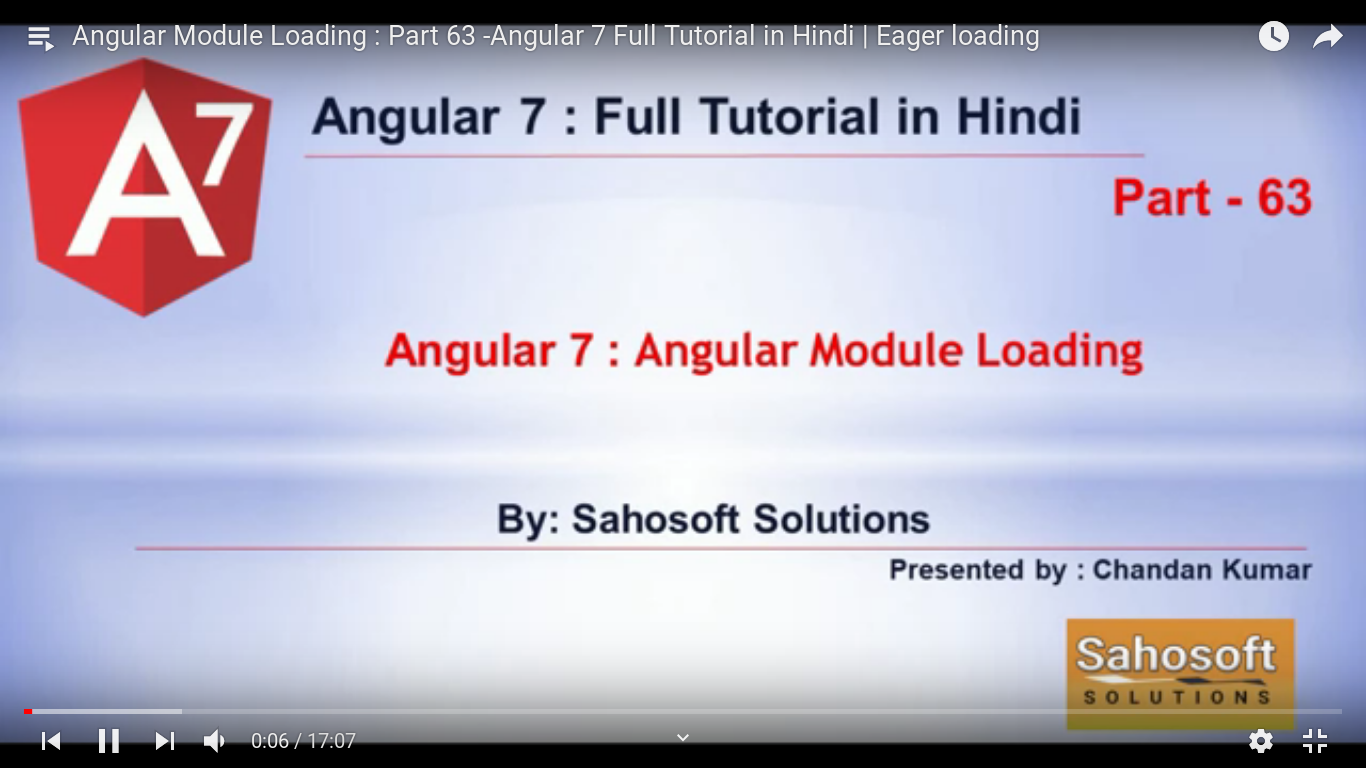 Angular Module Loading : Part 63 -Angular 7 Full Tutorial in Hindi | Eager loading
A7
Angular 7 : Full Tutorial in Hindi
Part - 63
Angular 7 : Angular Module Loading
By: Sahosoft Solutions
Presented by : Chandan Kumar
Sahosoft
SOLUTIONS
0:06 / 17:07